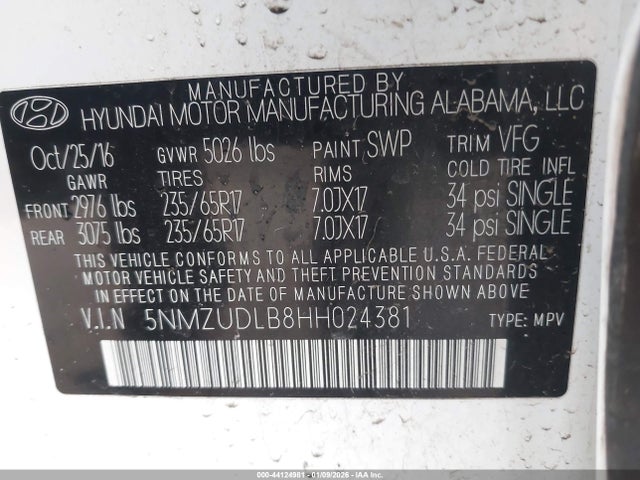 MANUFACTURED BY
HYUNDAI MOTOR MANUFACTURING ALABAMA, LLC
Oct/25/16 GVWR 5026 lbs PAINT SWP TRIM VFG
GAWR TIRES RIMS COLD TIRE INFL
FRONT 2976 lbs 235/65R17 7.0JX17 34 psi SINGLE
REAR 3075 lbs 235/65R17 7.0JX17 34 psi SINGLE
THIS VEHICLE CONFORMS TO ALL APPLICABLE U.S.A. FEDERAL
MOTOR VEHICLE SAFETY AND THEFT PREVENTION STANDARDS
IN EFFECT ON THE DATE OF MANUFACTURE SHOWN ABOVE
V.I.N 5NMZUDLB8HH024381 TYPE: MPV
000-44124981 - 01/09/2026 - COPYRIGHT IAA, LLC